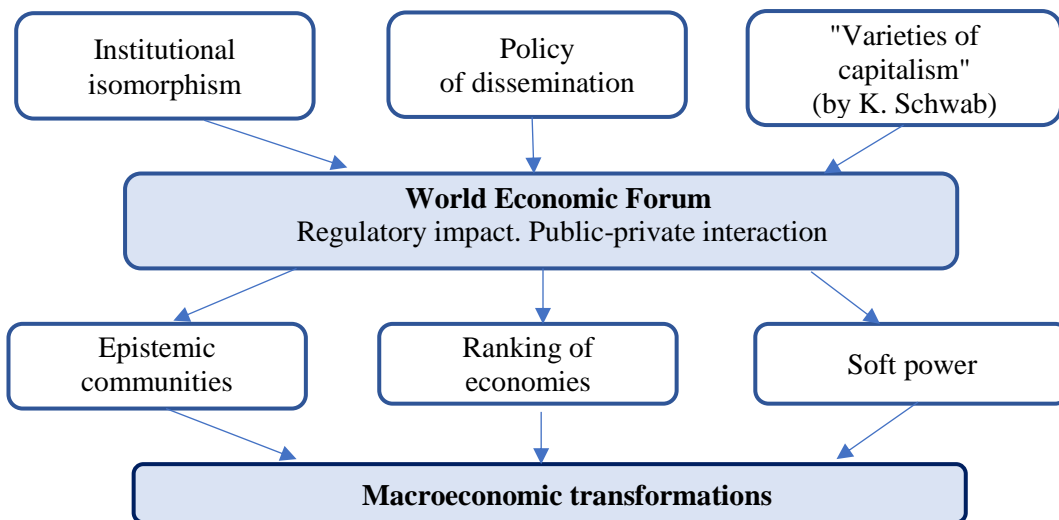 Institutional
isomorphism
Policy
of dissemination
"Varieties of
capitalism"
(by K. Schwab)
World Economic Forum
Regulatory impact. Public-private interaction
Epistemic
communities
Ranking of
economies
Soft power
Macroeconomic transformations